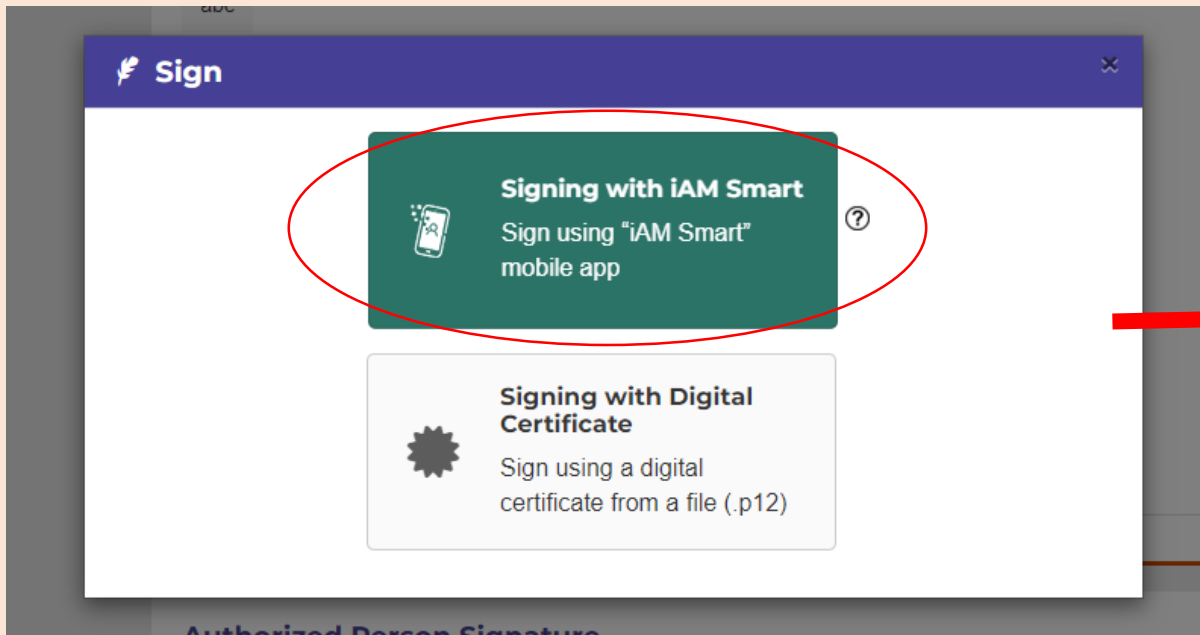 abc
Sign
Signing with iAM Smart
Sign using “iAM Smart”
mobile app
Signing with Digital
Certificate
Sign using a digital
certificate from a file (.p12)
Authorized Person Signature